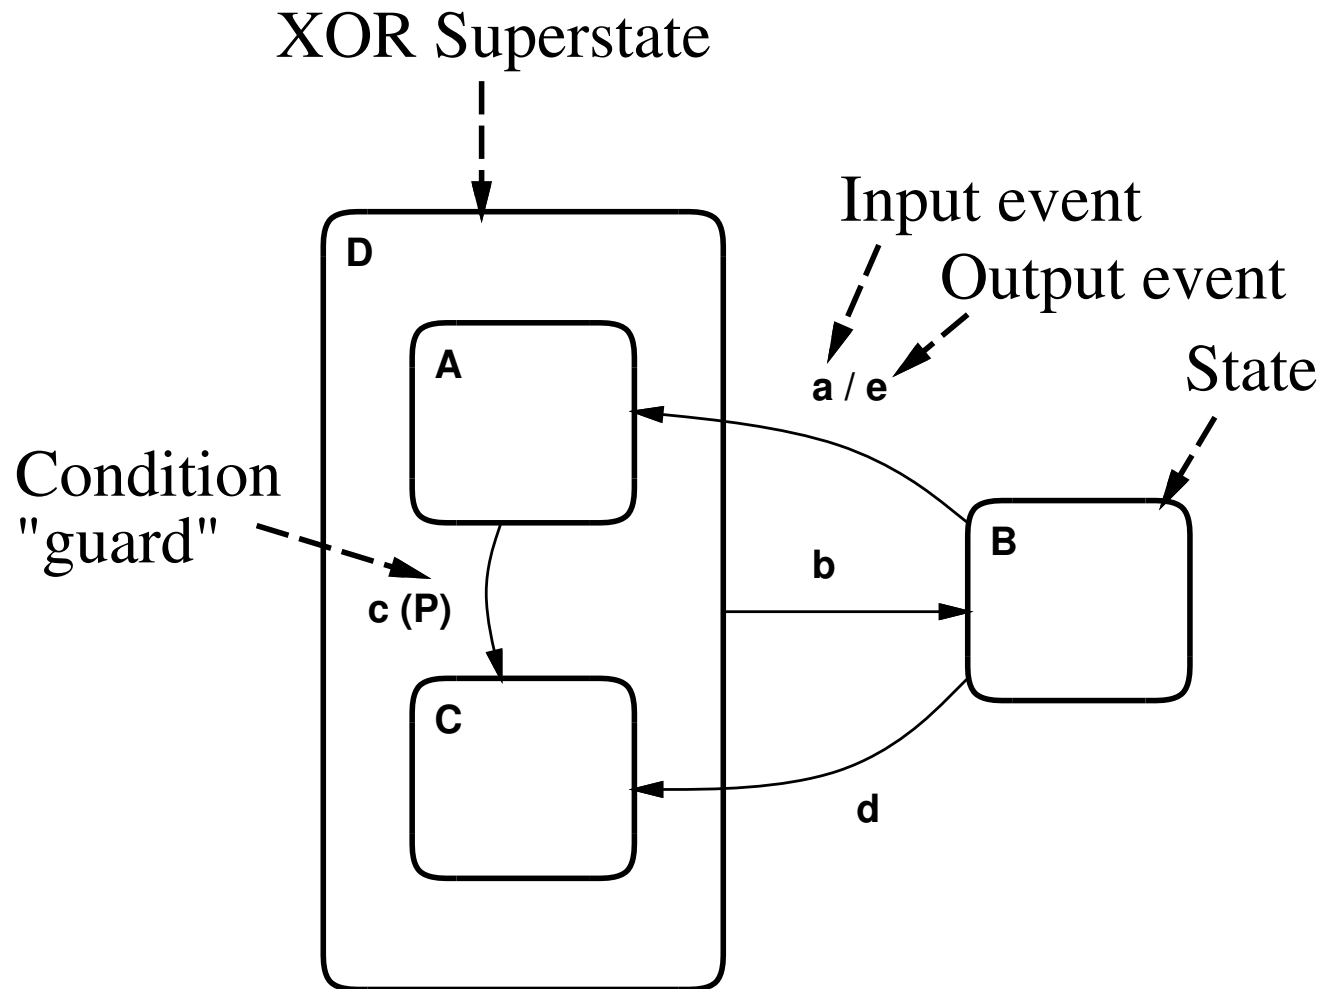 XOR Superstate
Input event
D
Output event
A
State
a / e
Condition
"guard"
B
b
c (P)
C
d